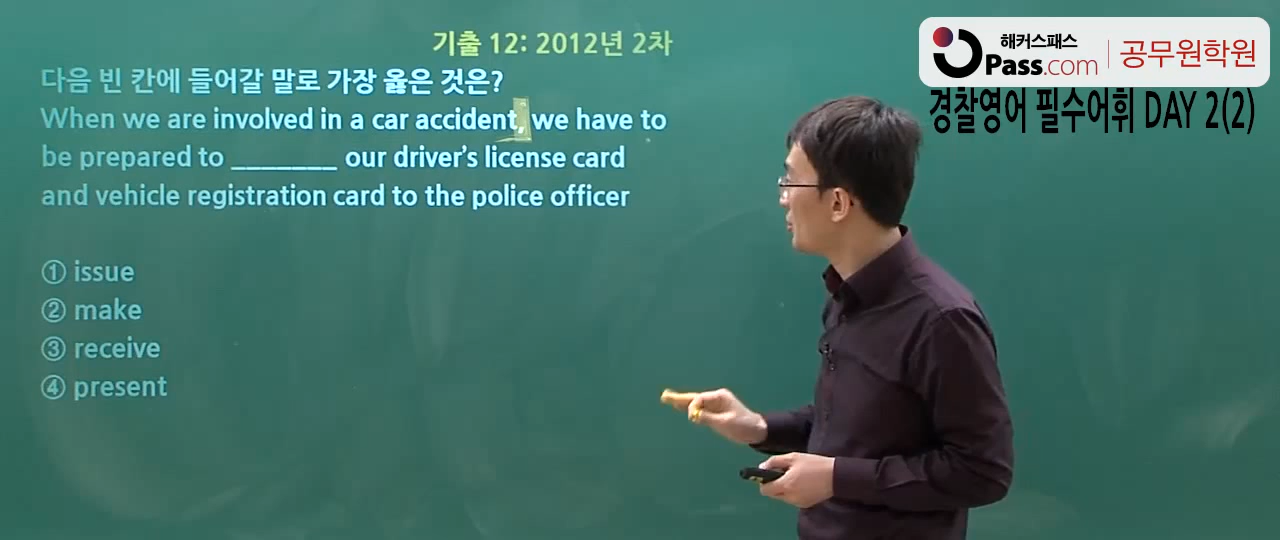 기출 12: 2012년 2차
다음 빈 칸에 들어갈 말로 가장 옳은 것은?
When we are involved in a car accident, we have to
be prepared to ________ our driver's license card
and vehicle registration card to the police officer
① issue
② make
③ receive
④ present
해커스패스
Pass.com
공무원학원
경찰영어 필수어휘 DAY 2(2)